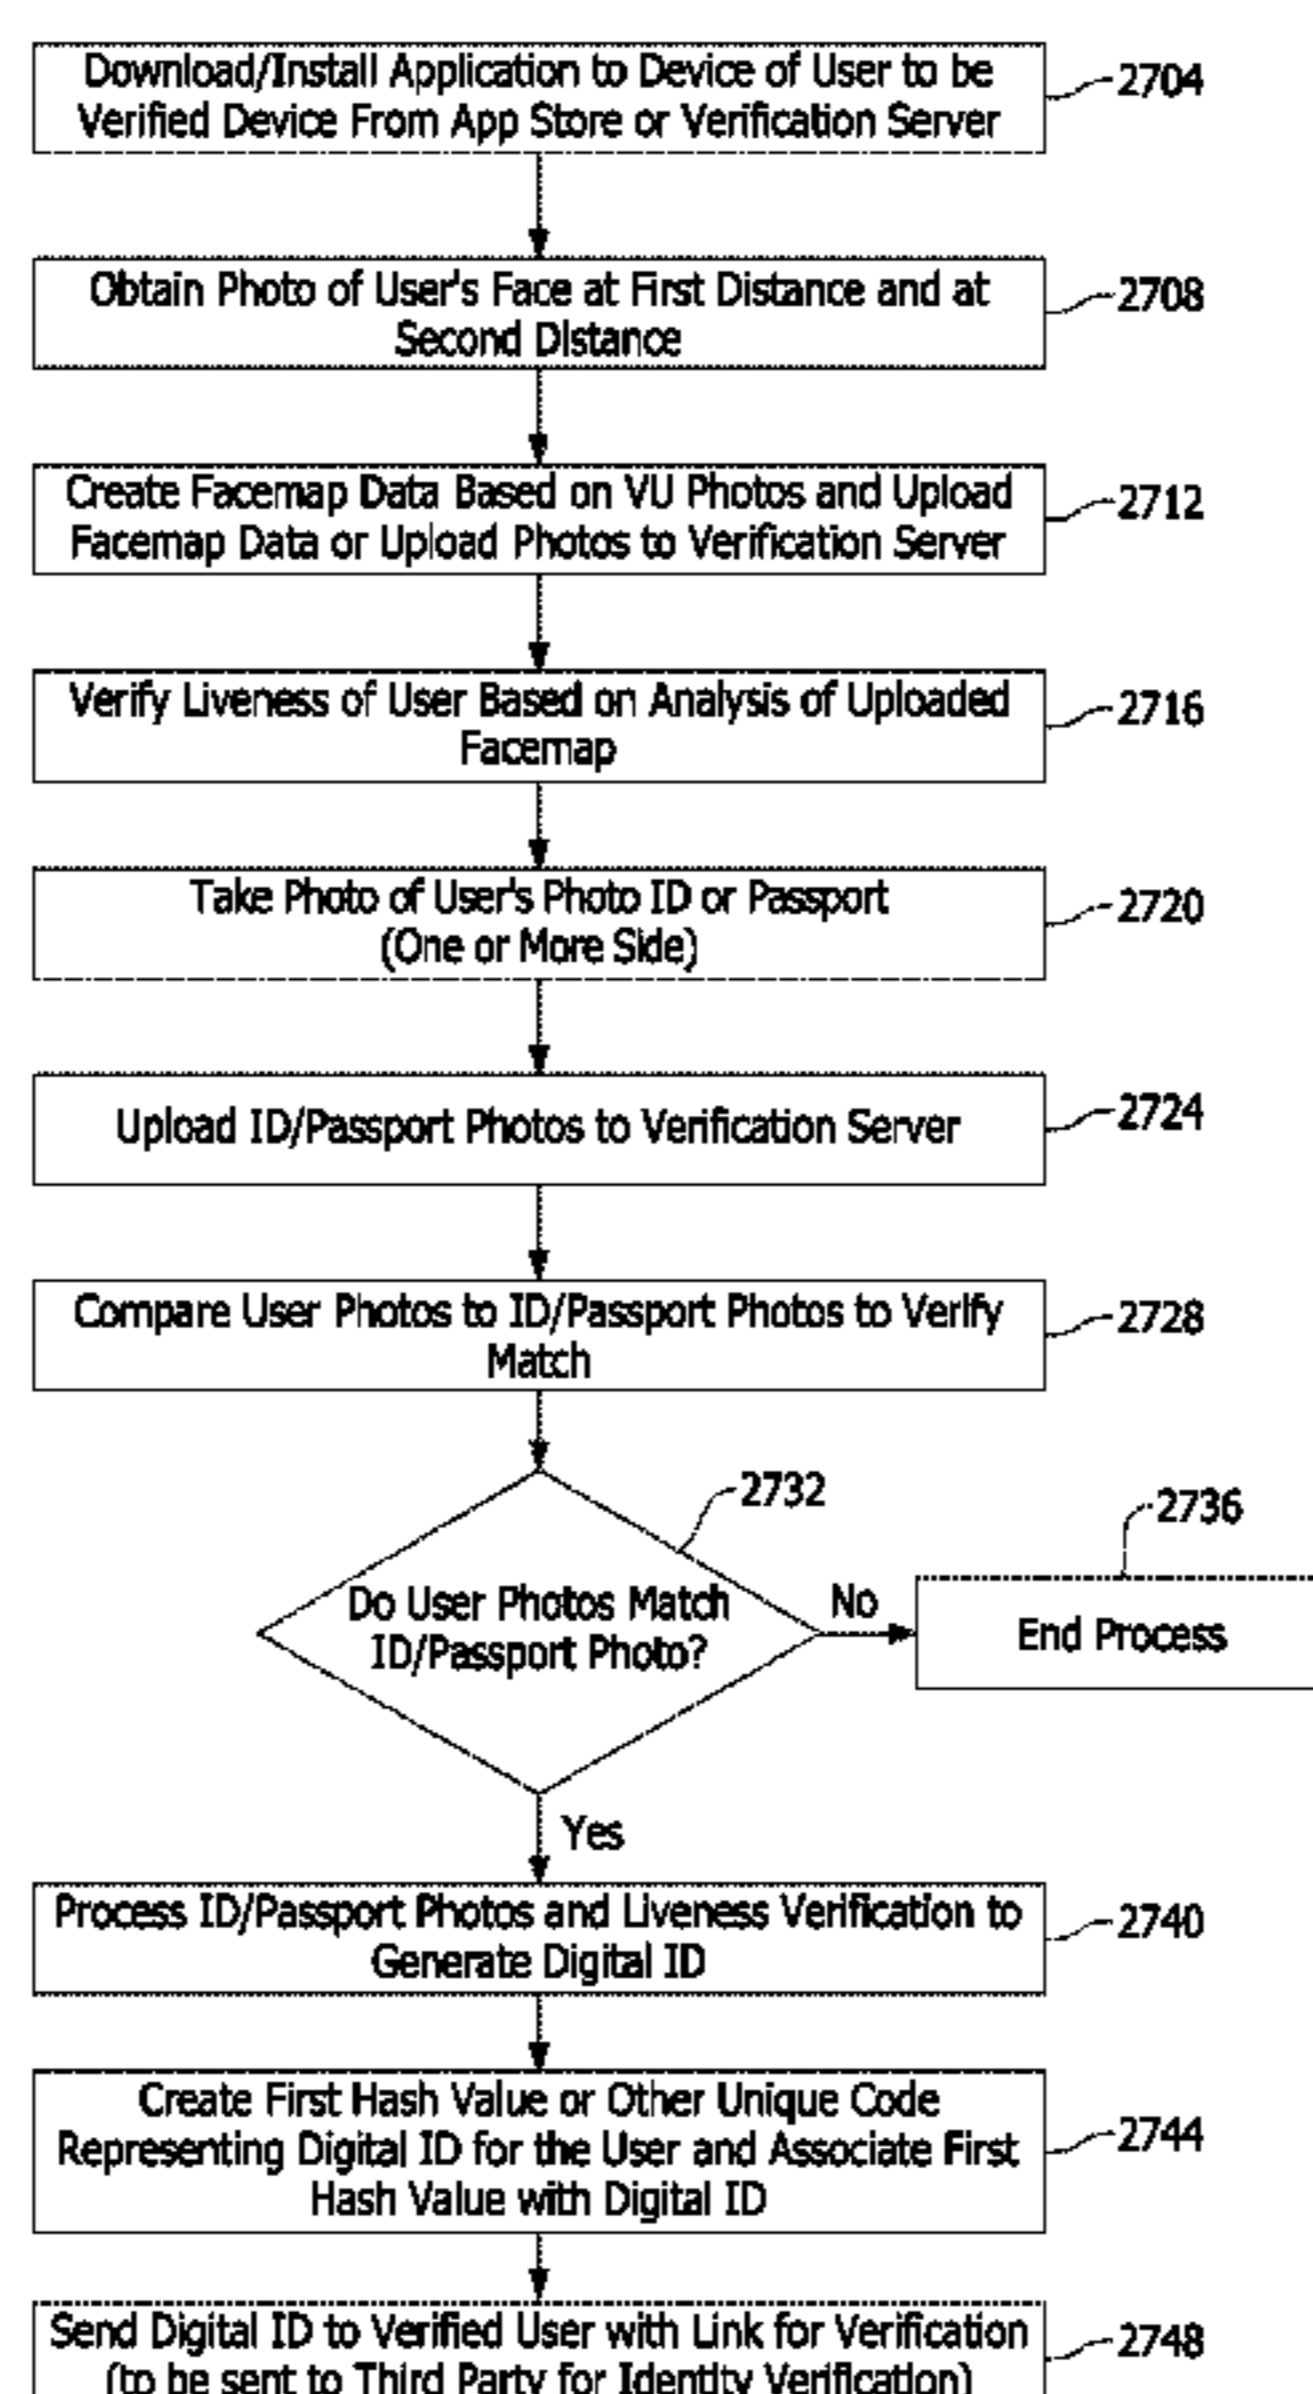 Download/Install Application to Device of User to be
Verified Device From App Store or Verification Server
2704
Obtain Photo of User's Face at First Distance and at
Second Distance
2708
Create Facemap Data Based on VU Photos and Upload
Facemap Data or Upload Photos to Verification Server
2712
Verify Liveness of User Based on Analysis of Uploaded
Facemap
2716
Take Photo of User's Photo ID or Passport
(One or More Side)
2720
Upload ID/Passport Photos to Verification Server
2724
Compare User Photos to ID/Passport Photos to Verify
Match
2728
2732
Do User Photos Match
ID/Passport Photo?
No
2736
End Process
Yes
Process ID/Passport Photos and Liveness Verification to
Generate Digital ID
2740
Create First Hash Value or Other Unique Code
Representing Digital ID for the User and Associate First
Hash Value with Digital ID
2744
Send Digital ID to Verified User with Link for Verification
(to be sent to Third Party for Identity Verification)
2748